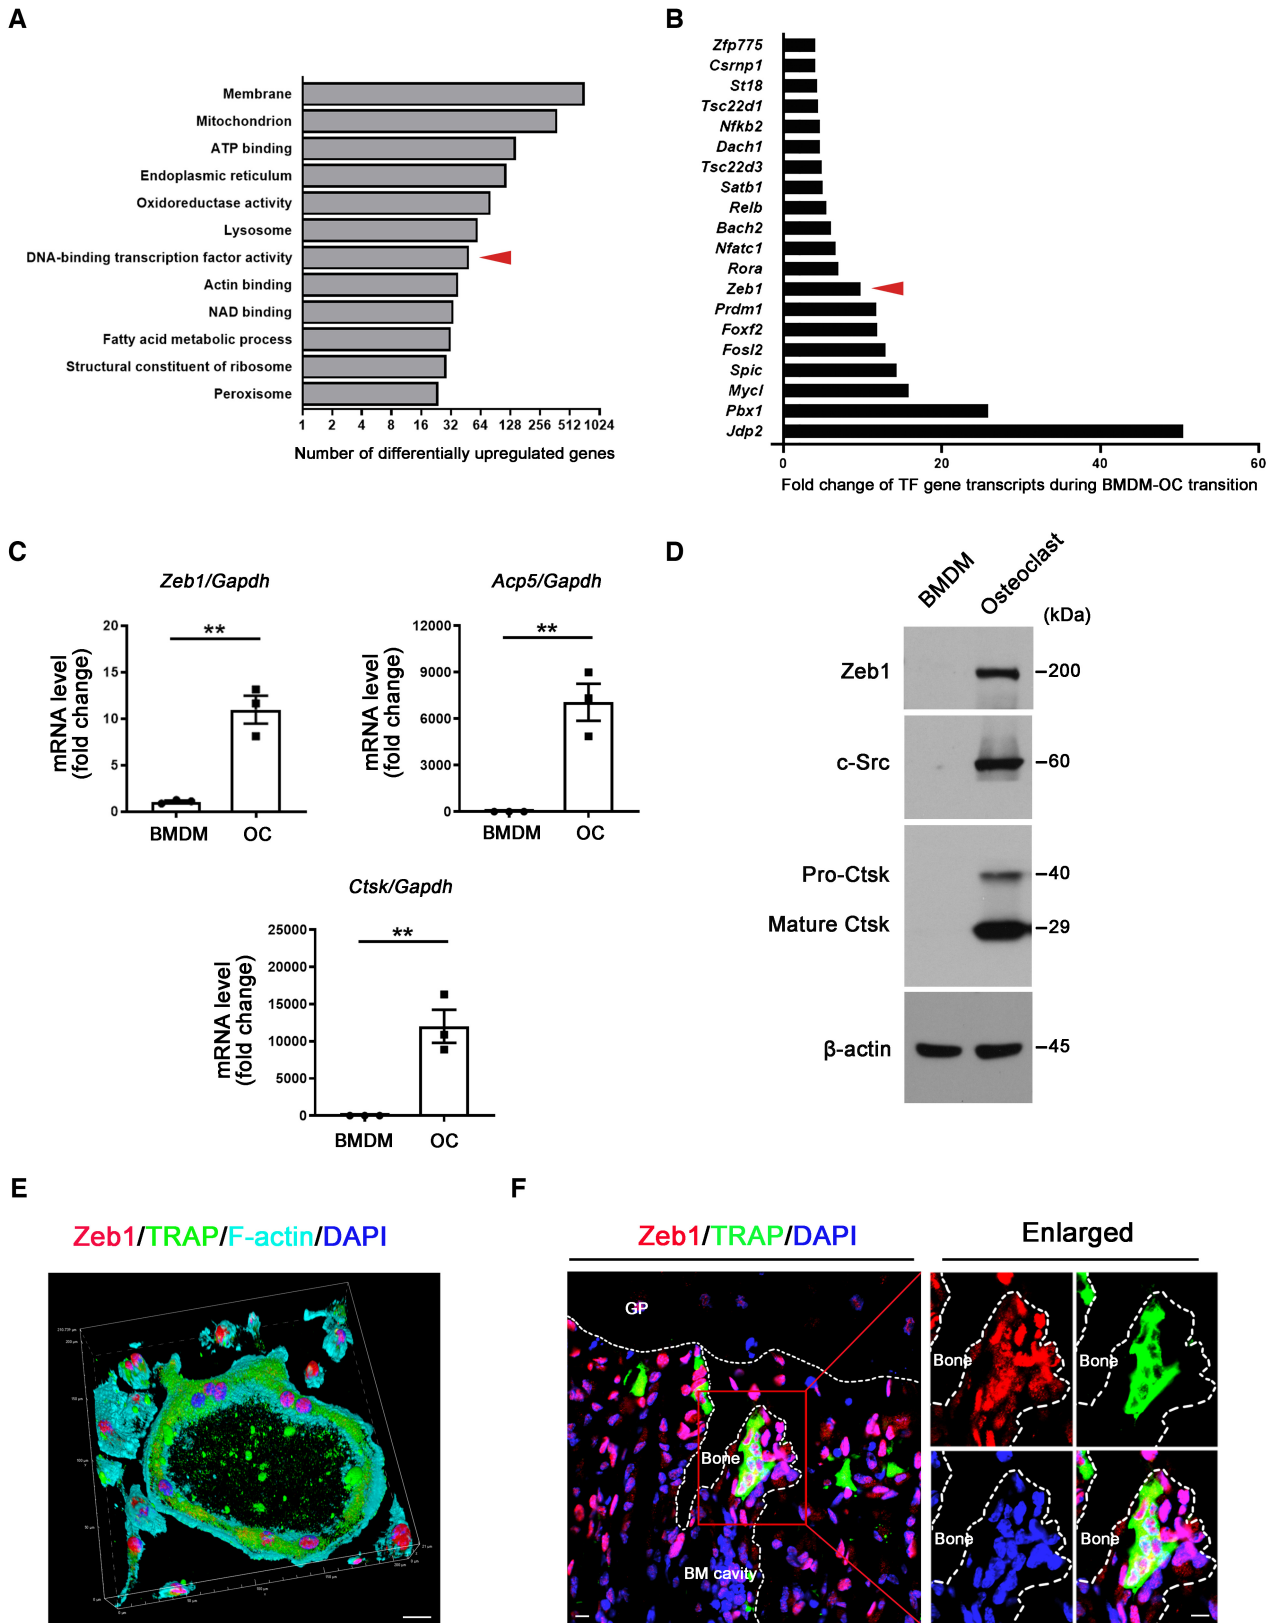 A
Membrane
Mitochondrion
ATP binding
Endoplasmic reticulum
Oxidoreductase activity
Lysosome
DNA-binding transcription factor activity
Actin binding
NAD binding
Fatty acid metabolic process
Structural constituent of ribosome
Peroxisome
1 2 4 8 16 32 64 128 256 512 1024
Number of differentially upregulated genes
B
Zfp775
Csrnp1
St18
Tsc22d1
Nfkb2
Dach1
Tsc22d3
Satb1
Relb
Bach2
Nfatc1
Rora
Zeb1
Prdm1
Foxf2
Fosl2
Spic
Mycl
Pbx1
Jdp2
0 20 40 60
Fold change of TF gene transcripts during BMDM-OC transition
C
Zeb1/Gapdh
mRNA level
(fold change)
20
15
10
5
0
**
BMDM OC
Acp5/Gapdh
mRNA level
(fold change)
12000
9000
6000
3000
0
**
BMDM OC
Ctsk/Gapdh
mRNA level
(fold change)
25000
20000
15000
10000
5000
0
**
BMDM OC
D
BMDM
Osteoclast
(kDa)
Zeb1 –200
c-Src –60
Pro-Ctsk –40
Mature Ctsk –29
β-actin –45
E
Zeb1/TRAP/F-actin/DAPI
F
Zeb1/TRAP/DAPI
GP
Bone
BM cavity
Enlarged
Bone
Bone
Bone
Bone